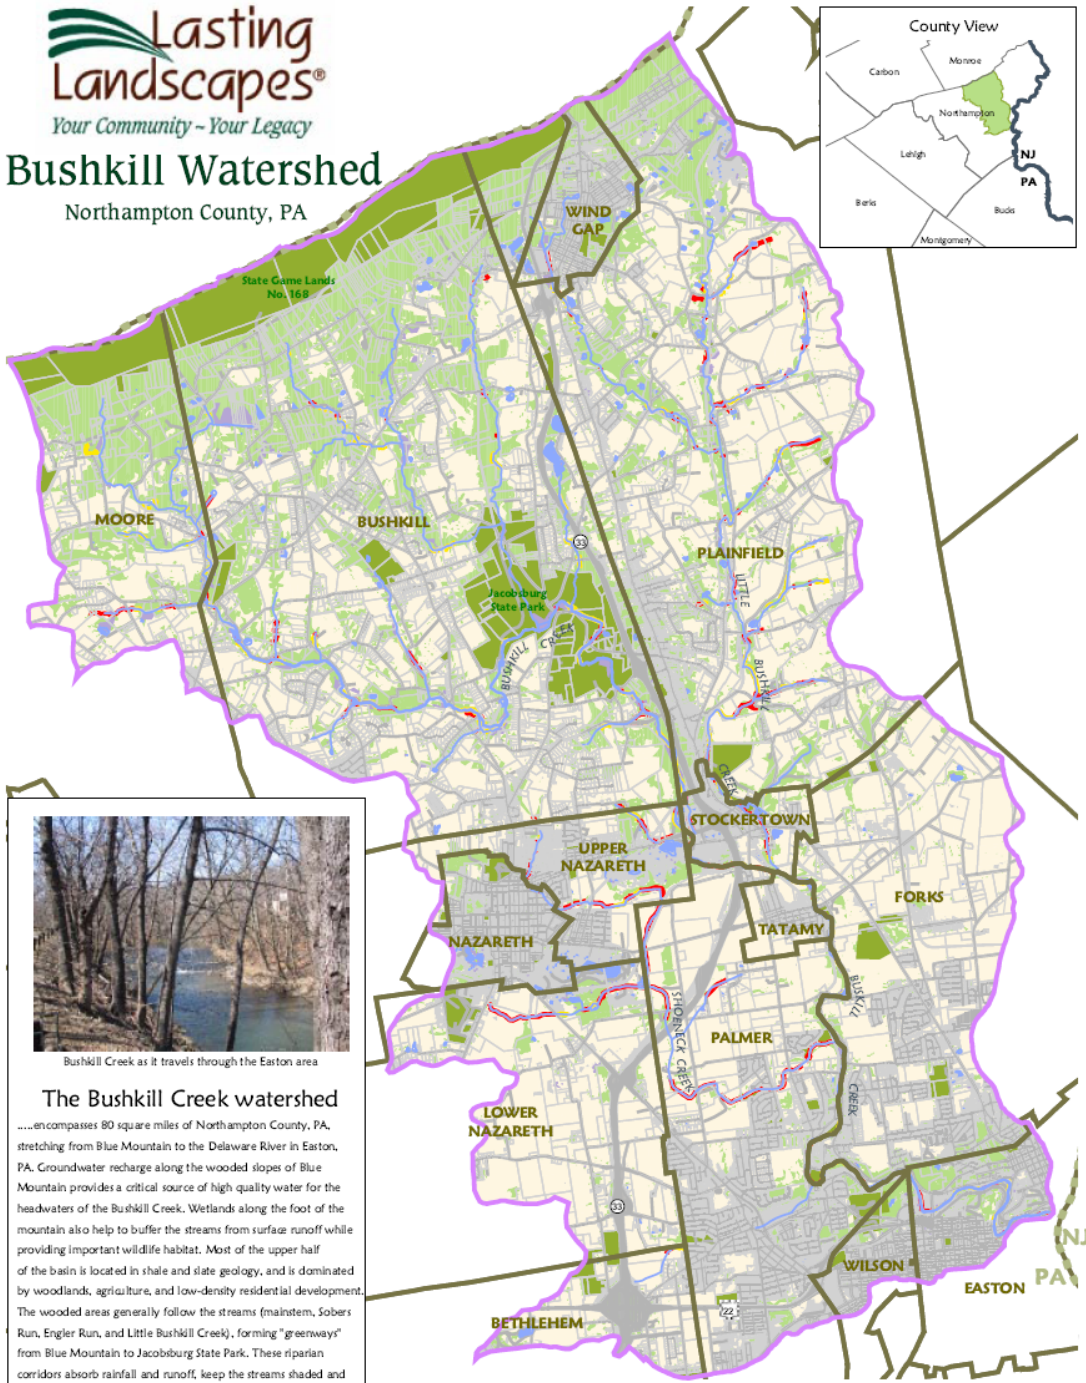 Lasting
Landscapes®
Your Community ~ Your Legacy
Bushkill Watershed
Northampton County, PA
County View
Carbon
Monroe
Northampton
Lehigh
NJ
PA
Berks
Bucks
Montgomery
WIND
GAP
State Game Lands
No. 168
MOORE
BUSHKILL
33
PLAINFIELD
LITTLE
BUSHKILL
CREEK
Jacobsburg
State Park
BUSHKILL
CREEK
STOCKERTOWN
UPPER
NAZARETH
FORKS
NAZARETH
TATAMY
BUSKILL
CREEK
SHOENECK CREEK
PALMER
LOWER
NAZARETH
33
WILSON
EASTON
NJ
PA
22
BETHLEHEM
Bushkill Creek as it travels through the Easton area
The Bushkill Creek watershed
.....encompasses 80 square miles of Northampton County, PA,
stretching from Blue Mountain to the Delaware River in Easton,
PA. Groundwater recharge along the wooded slopes of Blue
Mountain provides a critical source of high quality water for the
headwaters of the Bushkill Creek. Wetlands along the foot of the
mountain also help to buffer the streams from surface runoff while
providing important wildlife habitat. Most of the upper half
of the basin is located in shale and slate geology, and is dominated
by woodlands, agriculture, and low-density residential development.
The wooded areas generally follow the streams (mainstem, Sobers
Run, Engler Run, and Little Bushkill Creek), forming "greenways"
from Blue Mountain to Jacobsburg State Park. These riparian
corridors absorb rainfall and runoff, keep the streams shaded and